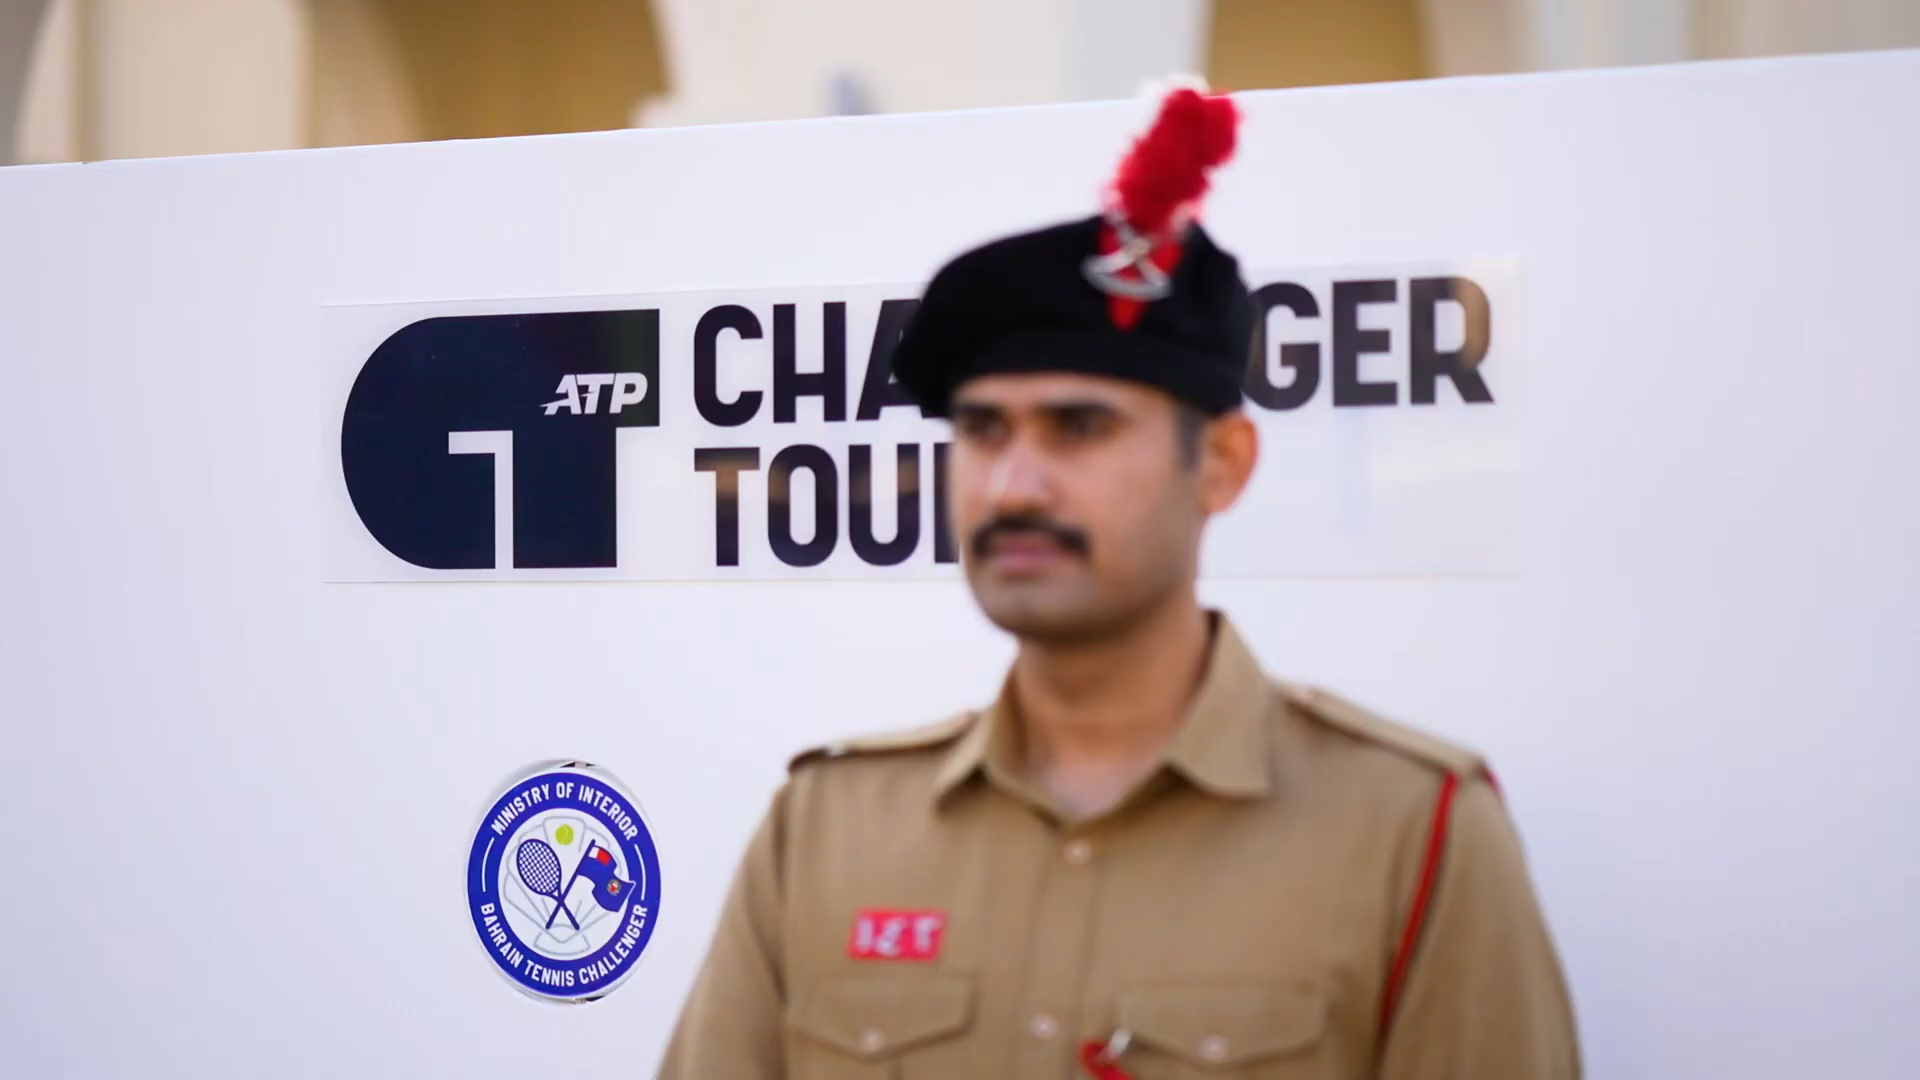 ATP
CHA GER
TOU
MINISTRY OF INTERIOR
BAHRAIN TENNIS CHALLENGER